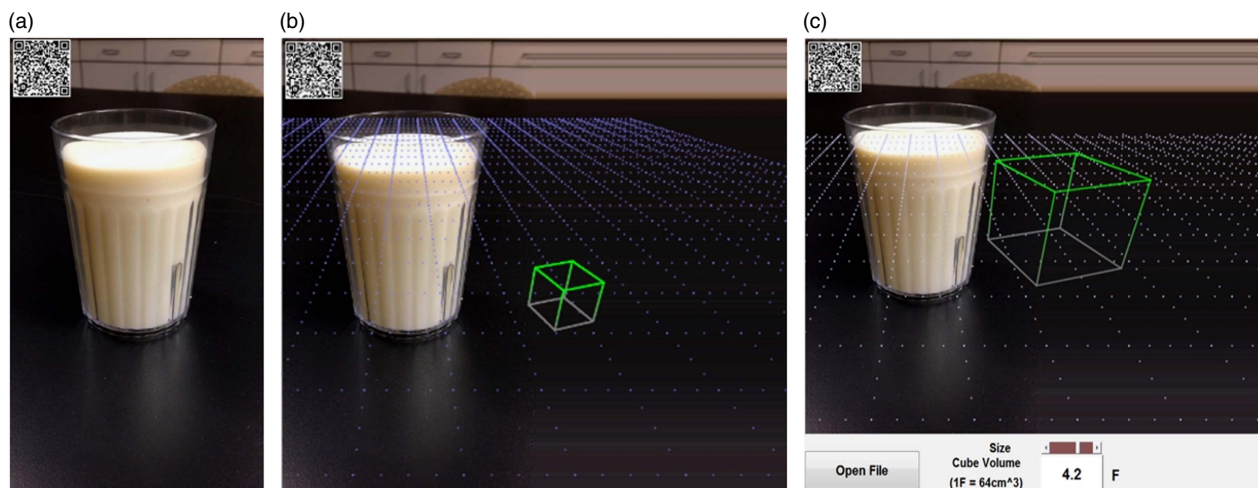 (a)
(b)
(c)
Open File
Size
Cube Volume
(1F = 64cm^3)
4.2
F